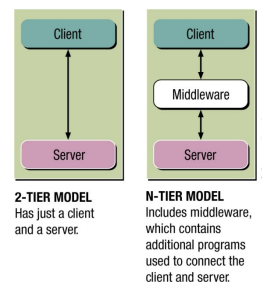 Client
Server
2-TIER MODEL
Has just a client
and a server.
Client
Middleware
Server
N-TIER MODEL
Includes middleware,
which contains
additional programs
used to connect the
client and server.